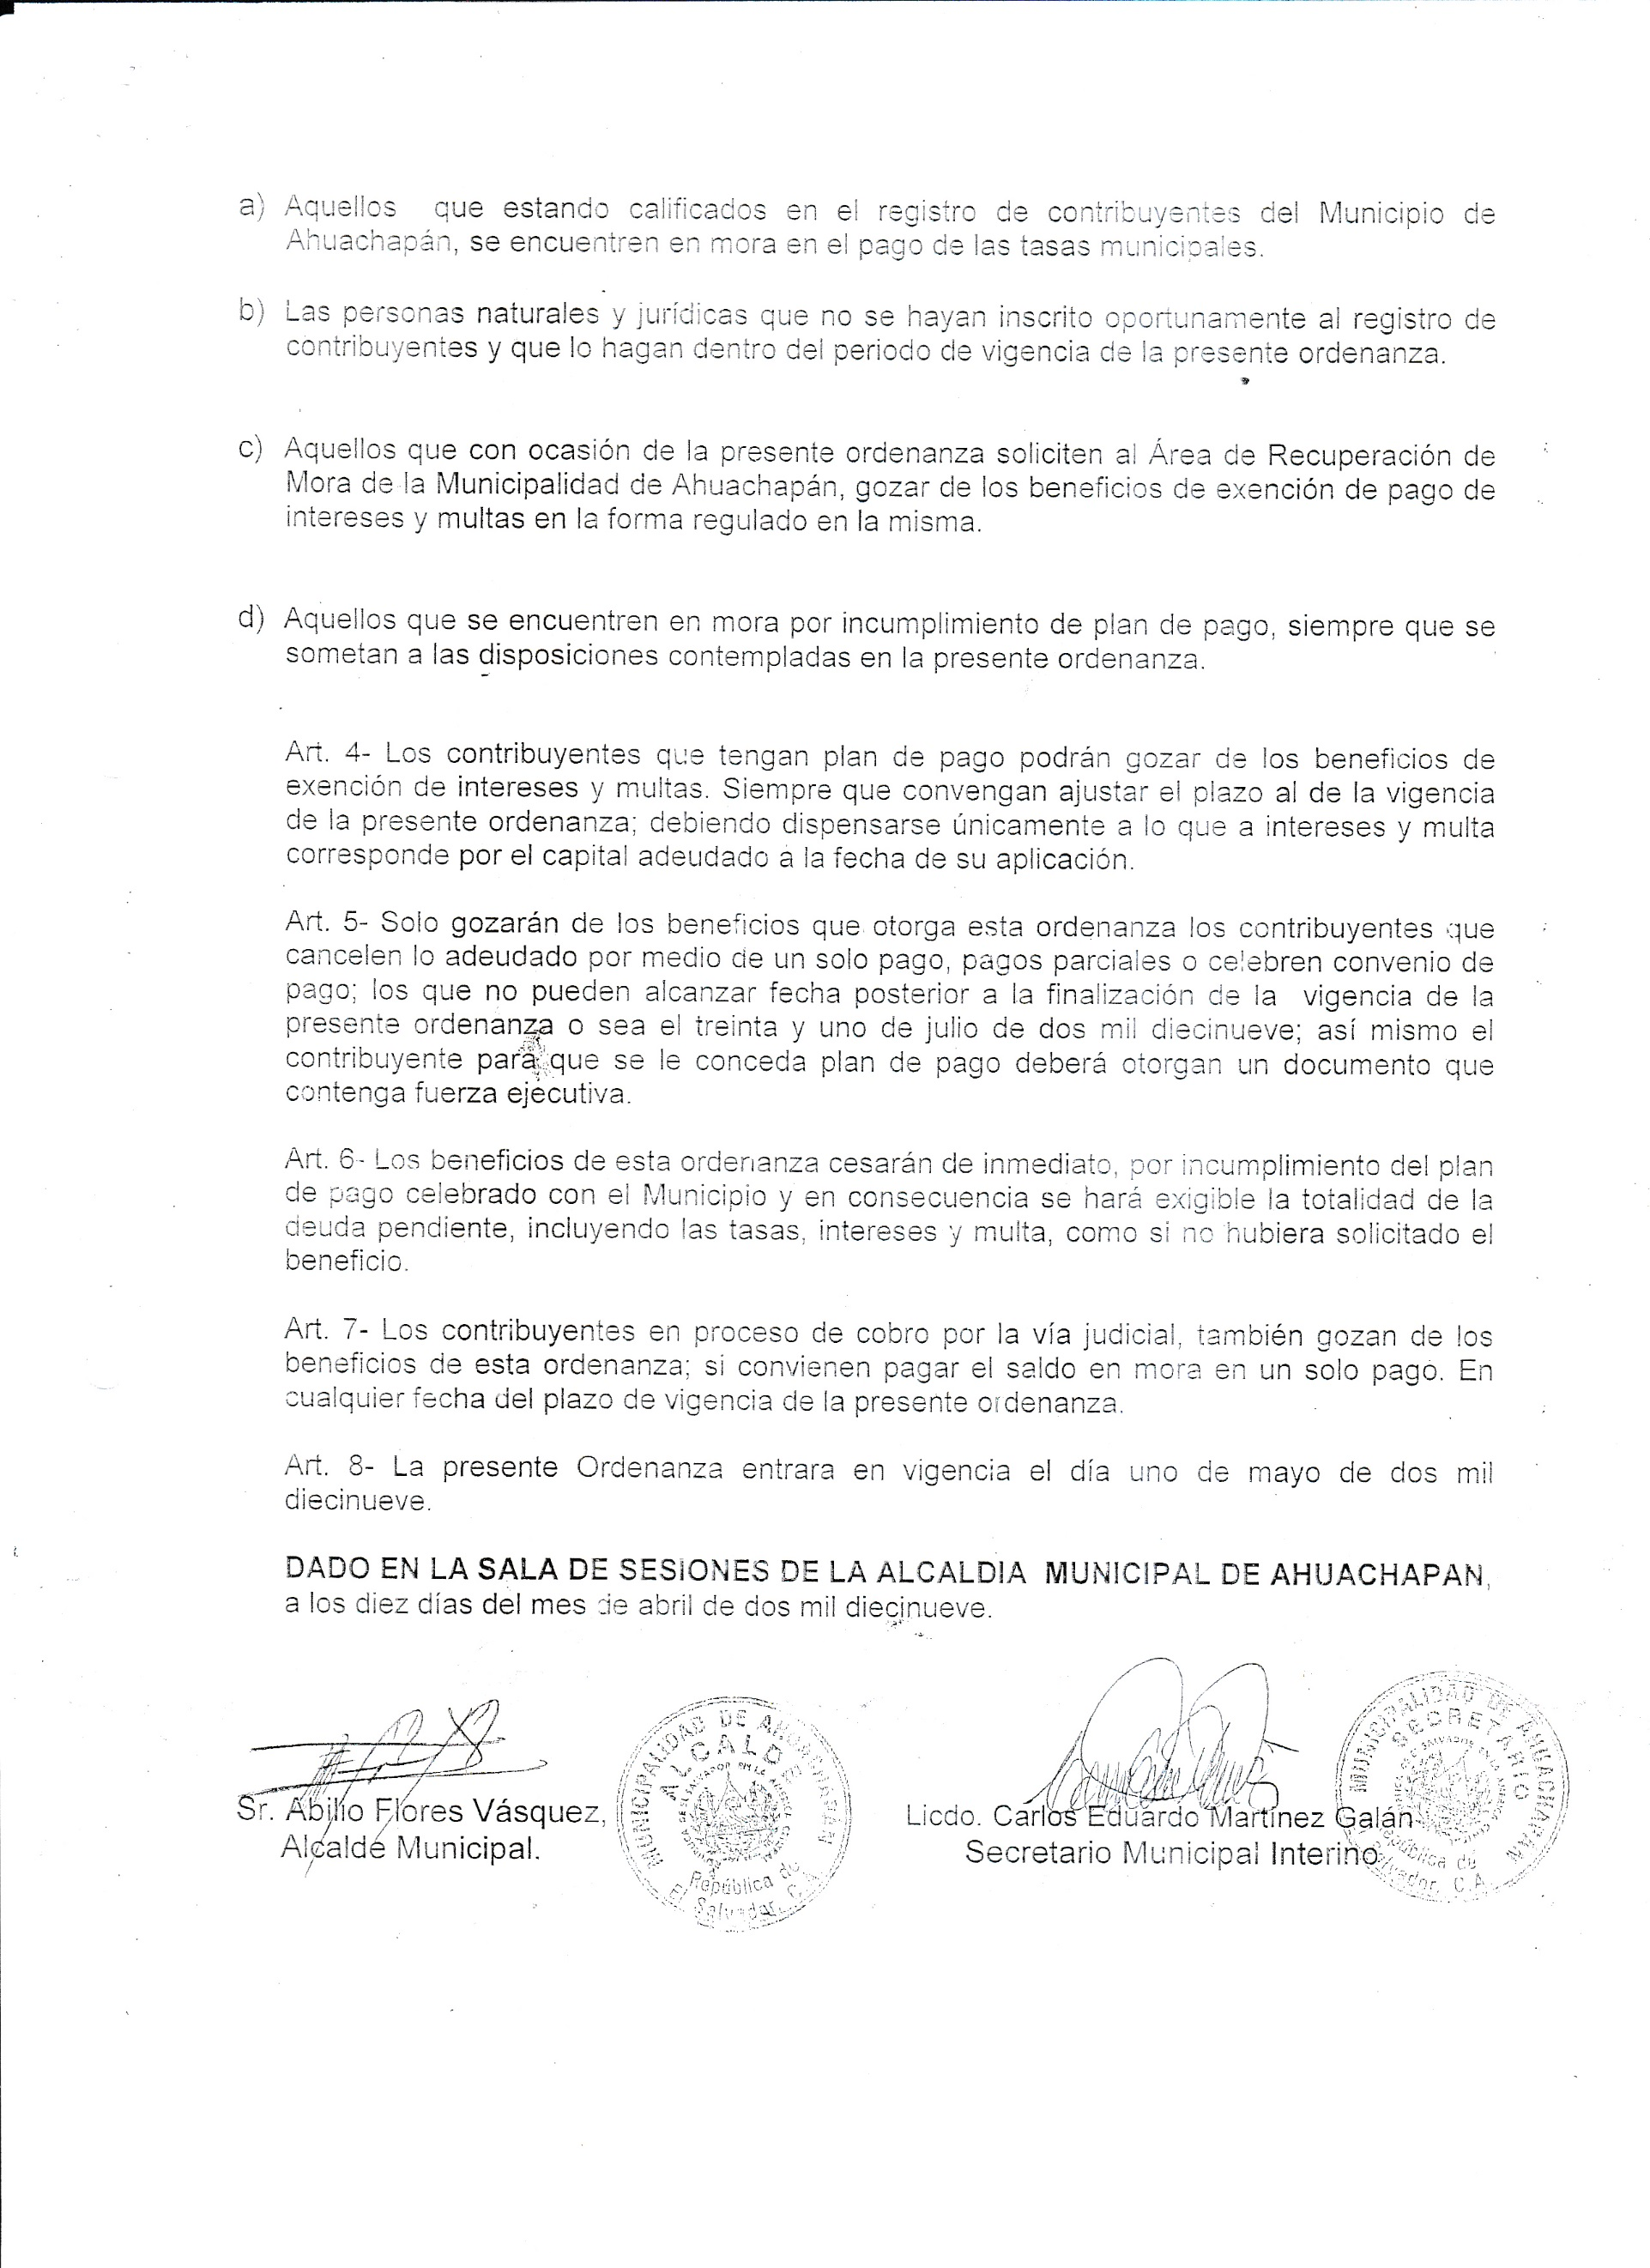 a) Aquellos que estando calificados en el registro de contribuyentes del Municipio de
Ahuachapán, se encuentren en mora en el pago de las tasas municipales.
b) Las personas naturales y jurídicas que no se hayan inscrito oportunamente al registro de
contribuyentes y que lo hagan dentro del periodo de vigencia de la presente ordenanza.
c) Aquellos que con ocasión de la presente ordenanza soliciten al Área de Recuperación de
Mora de la Municipalidad de Ahuachapán, gozar de los beneficios de exención de pago de
intereses y multas en la forma regulado en la misma.
d) Aquellos que se encuentren en mora por incumplimiento de plan de pago, siempre que se
sometan a las disposiciones contempladas en la presente ordenanza.
Art. 4- Los contribuyentes que tengan plan de pago podrán gozar de los beneficios de
exención de intereses y multas. Siempre que convengan ajustar el plazo al de la vigencia
de la presente ordenanza; debiendo dispensarse únicamente a lo que a intereses y multa
corresponde por el capital adeudado a la fecha de su aplicación.
Art. 5- Solo gozarán de los beneficios que otorga esta ordenanza los contribuyentes que
cancelen lo adeudado por medio de un solo pago, pagos parciales o celebren convenio de
pago; los que no pueden alcanzar fecha posterior a la finalización de la vigencia de la
presente ordenanza o sea el treinta y uno de julio de dos mil diecinueve; así mismo el
contribuyente para que se le conceda plan de pago deberá otorgan un documento que
contenga fuerza ejecutiva.
Art. 6- Los beneficios de esta ordenanza cesarán de inmediato, por incumplimiento del plan
de pago celebrado con el Municipio y en consecuencia se hará exigible la totalidad de la
deuda pendiente, incluyendo las tasas, intereses y multa, como si no hubiera solicitado el
beneficio.
Art. 7- Los contribuyentes en proceso de cobro por la vía judicial, también gozan de los
beneficios de esta ordenanza; si convienen pagar el saldo en mora en un solo pago. En
cualquier fecha del plazo de vigencia de la presente ordenanza.
Art. 8- La presente Ordenanza entrara en vigencia el día uno de mayo de dos mil
diecinueve.
DADO EN LA SALA DE SESIONES DE LA ALCALDIA MUNICIPAL DE AHUACHAPAN,
a los diez días del mes de abril de dos mil diecinueve.
Sr. Abilio Flores Vásquez,
Alcalde Municipal.
MUNICIPALIDAD DE AHUACHAPÁN
ALCALDE
República de
El Salvador, C.A.
Licdo. Carlos Eduardo Martínez Galán
Secretario Municipal Interino
MUNICIPALIDAD DE AHUACHAPÁN
SECRETARIO